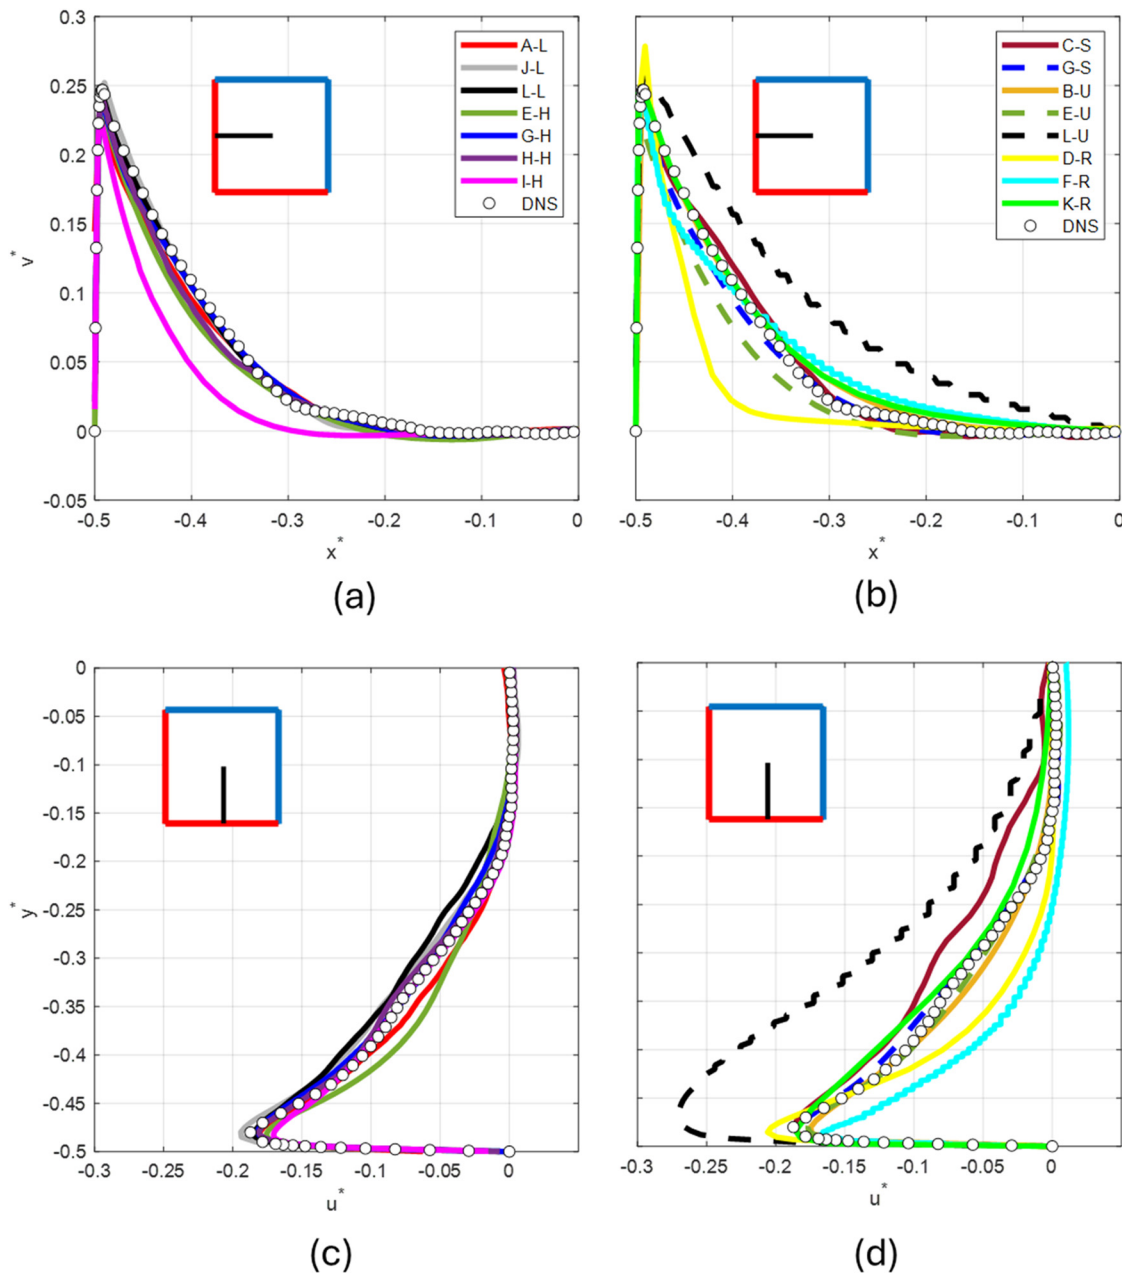 0.3
0.25
0.2
0.15
0.1
0.05
0
-0.05
v*
-0.5 -0.4 -0.3 -0.2 -0.1 0
x*
A-L
J-L
L-L
E-H
G-H
H-H
I-H
DNS
(a)
-0.5 -0.4 -0.3 -0.2 -0.1 0
x*
C-S
G-S
B-U
E-U
L-U
D-R
F-R
K-R
DNS
(b)
0
-0.05
-0.1
-0.15
-0.2
-0.25
-0.3
-0.35
-0.4
-0.45
-0.5
y*
-0.3 -0.25 -0.2 -0.15 -0.1 -0.05 0
u*
(c)
-0.3 -0.25 -0.2 -0.15 -0.1 -0.05 0
u*
(d)